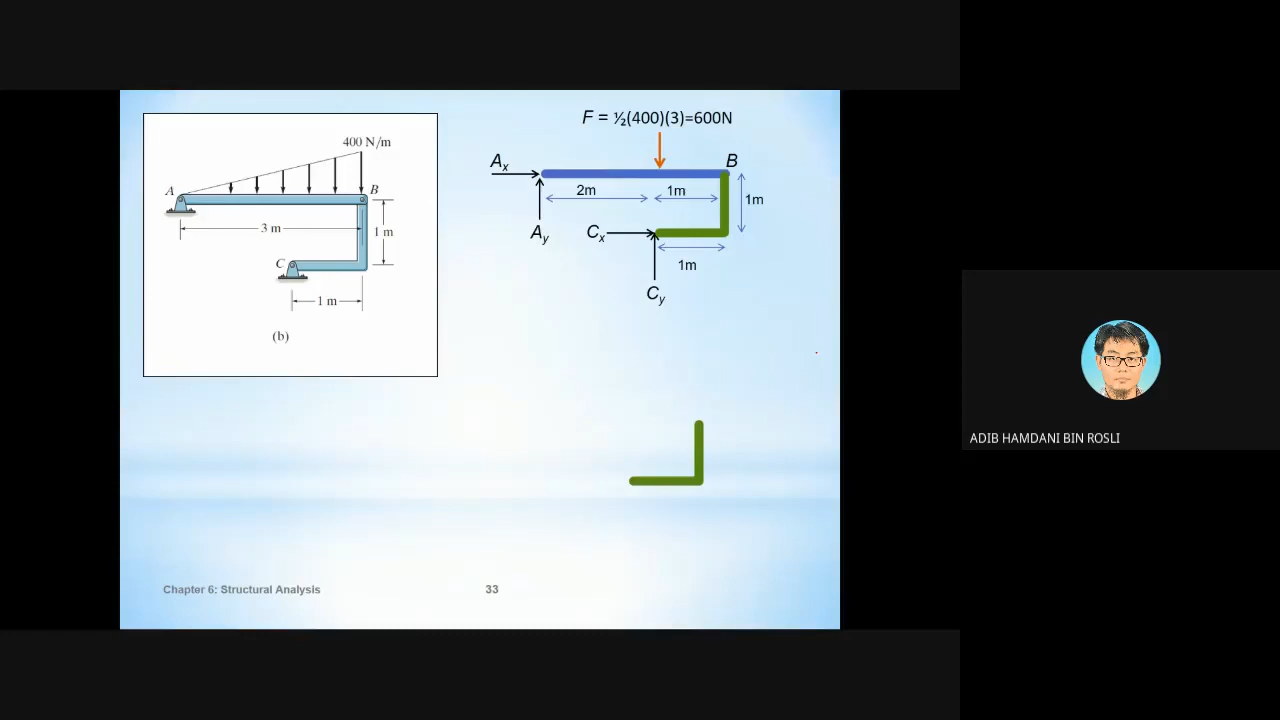 400 N/m
A
B
3 m
1 m
C
1 m
(b)
F = ½(400)(3)=600N
Ax
B
2m
1m
1m
Ay
Cx
1m
Cy
ADIB HAMDANI BIN ROSLI
Chapter 6: Structural Analysis
33